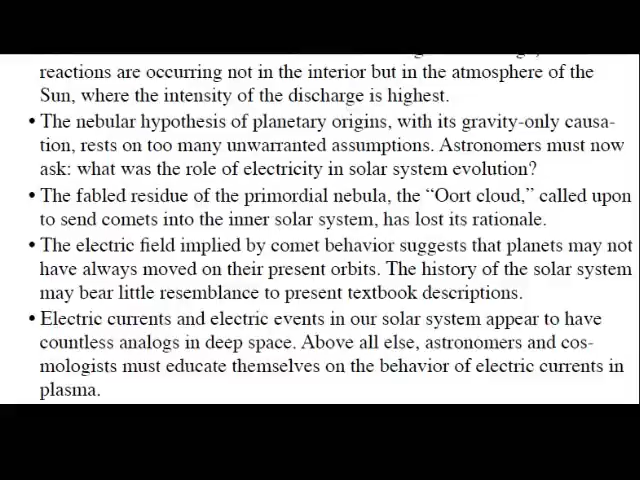 reactions are occurring not in the interior but in the atmosphere of the
Sun, where the intensity of the discharge is highest.
• The nebular hypothesis of planetary origins, with its gravity-only causa-
tion, rests on too many unwarranted assumptions. Astronomers must now
ask: what was the role of electricity in solar system evolution?
• The fabled residue of the primordial nebula, the “Oort cloud,” called upon
to send comets into the inner solar system, has lost its rationale.
• The electric field implied by comet behavior suggests that planets may not
have always moved on their present orbits. The history of the solar system
may bear little resemblance to present textbook descriptions.
• Electric currents and electric events in our solar system appear to have
countless analogs in deep space. Above all else, astronomers and cos-
mologists must educate themselves on the behavior of electric currents in
plasma.